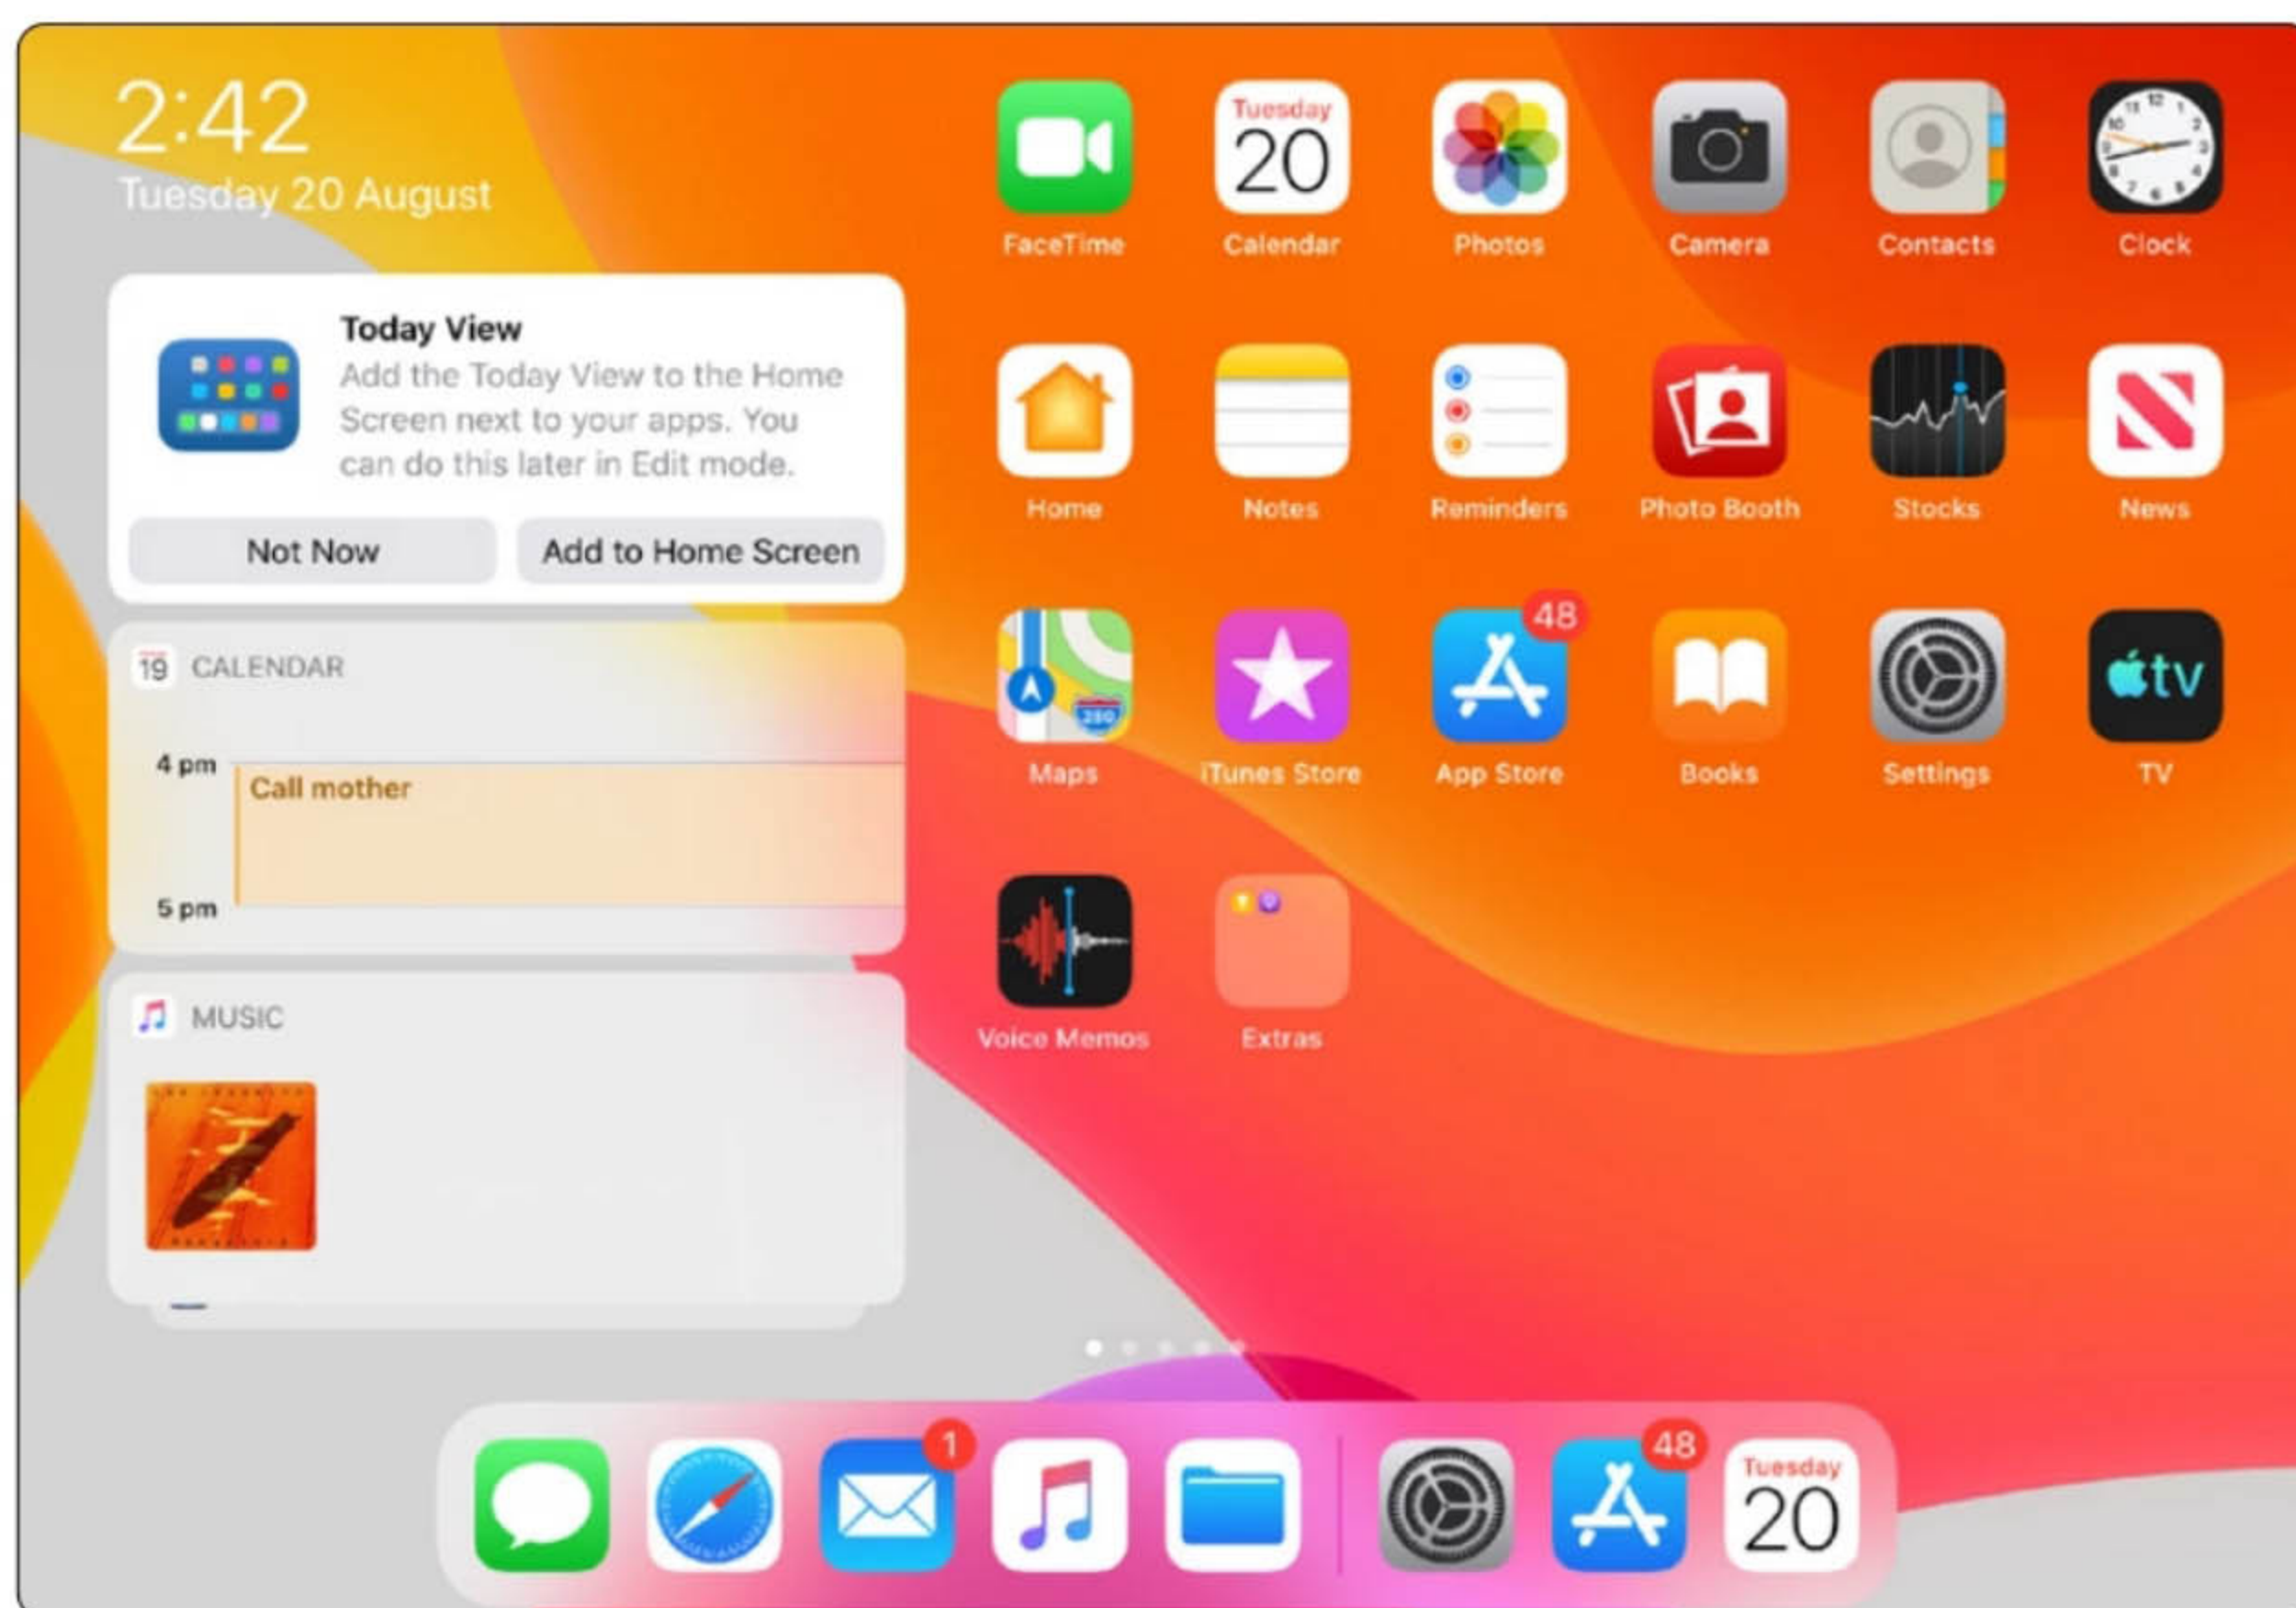 2:42
Tuesday 20 August
Today View
Add the Today View to the Home
Screen next to your apps. You
can do this later in Edit mode.
Not Now
Add to Home Screen
19 CALENDAR
4 pm
Call mother
5 pm
MUSIC
Tuesday
20
12
FaceTime Calendar Photos Camera Contacts Clock
Home Notes Reminders Photo Booth Stocks News
280
48
tv
Maps iTunes Store App Store Books Settings TV
Voice Memos Extras
1
48
Tuesday
20